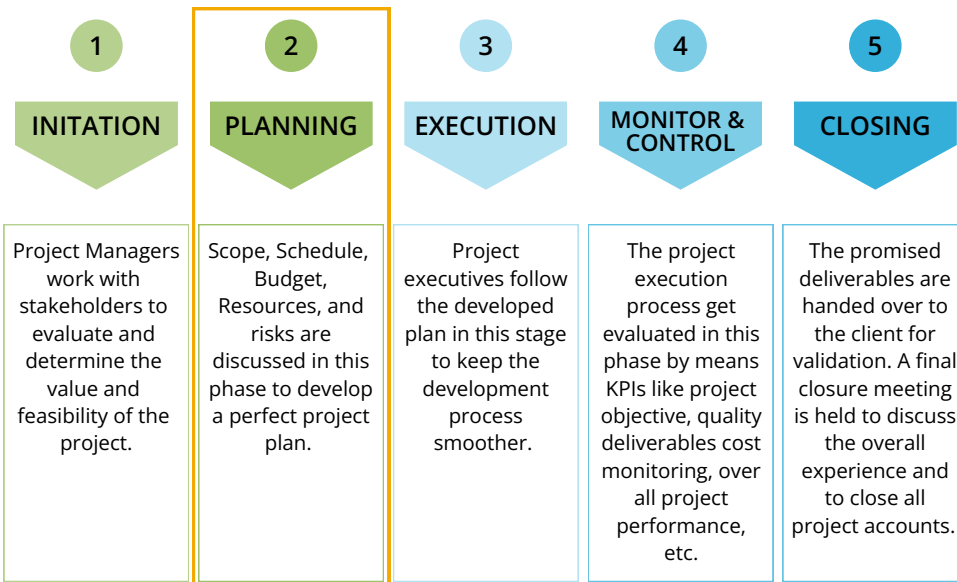 1
INITATION
Project Managers
work with
stakeholders to
evaluate and
determine the
value and
feasibility of the
project.
2
PLANNING
Scope, Schedule,
Budget,
Resources, and
risks are
discussed in this
phase to develop
a perfect project
plan.
3
EXECUTION
Project
executives follow
the developed
plan in this stage
to keep the
development
process
smoother.
4
MONITOR &
CONTROL
The project
execution
process get
evaluated in this
phase by means
KPIs like project
objective, quality
deliverables cost
monitoring, over
all project
performance,
etc.
5
CLOSING
The promised
deliverables are
handed over to
the client for
validation. A final
closure meeting
is held to discuss
the overall
experience and
to close all
project accounts.